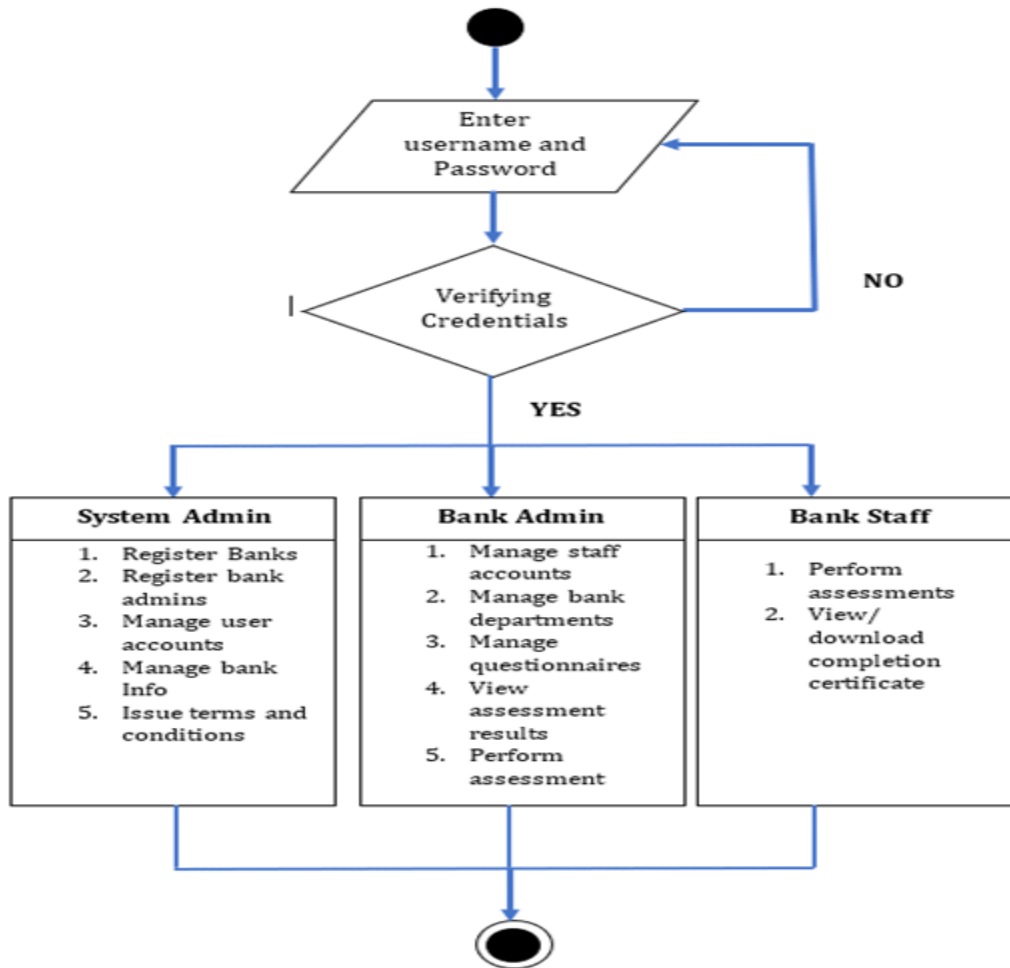 Enter
username and
Password
Verifying
Credentials
NO
YES
System Admin
1. Register Banks
2. Register bank
admins
3. Manage user
accounts
4. Manage bank
Info
5. Issue terms and
conditions
Bank Admin
1. Manage staff
accounts
2. Manage bank
departments
3. Manage
questionnaires
4. View
assessment
results
5. Perform
assessment
Bank Staff
1. Perform
assessments
2. View/
download
completion
certificate